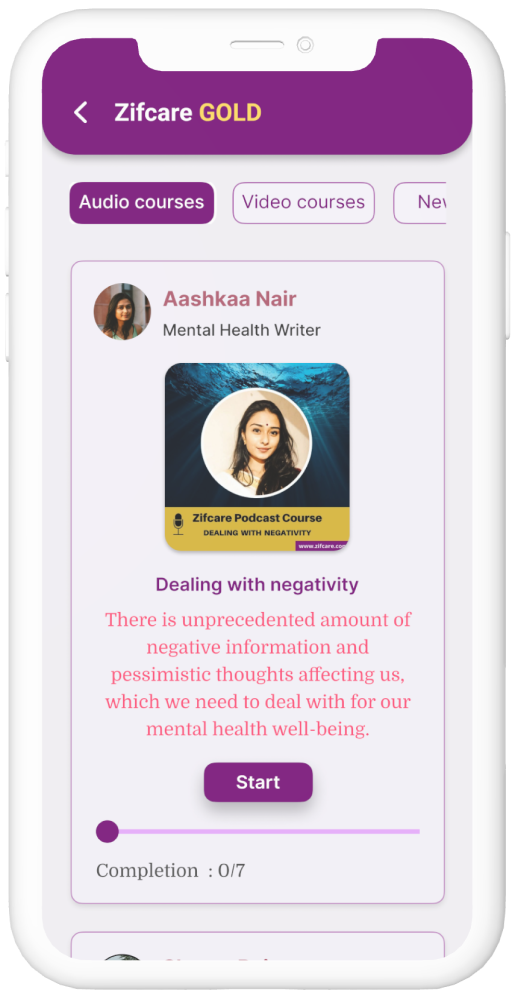 Zifcare GOLD
Audio courses
Video courses
Aashkaa Nair
Mental Health Writer
Zifcare Podcast Course
DEALING WITH NEGATIVITY
www.zifcare.com
Dealing with negativity
There is unprecedented amount of
negative information and
pessimistic thoughts affecting us,
which we need to deal with for our
mental health well-being.
Start
Completion : 0/7